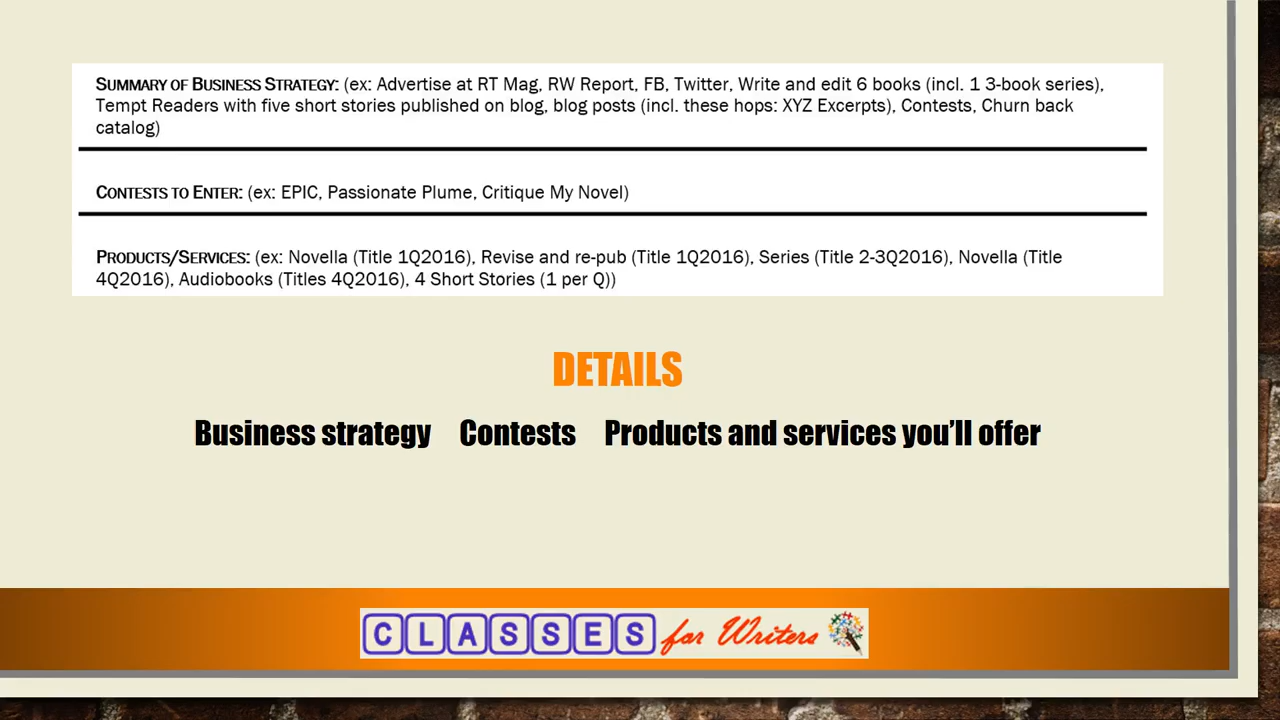 SUMMARY OF BUSINESS STRATEGY: (ex: Advertise at RT Mag, RW Report, FB, Twitter, Write and edit 6 books (incl. 1 3-book series),
Tempt Readers with five short stories published on blog, blog posts (incl. these hops: XYZ Excerpts), Contests, Churn back
catalog)
CONTESTS TO ENTER: (ex: EPIC, Passionate Plume, Critique My Novel)
PRODUCTS/SERVICES: (ex: Novella (Title 1Q2016), Revise and re-pub (Title 1Q2016), Series (Title 2-3Q2016), Novella (Title
4Q2016), Audiobooks (Titles 4Q2016), 4 Short Stories (1 per Q))
DETAILS
Business strategy Contests Products and services you’ll offer
CLASSES for Writers